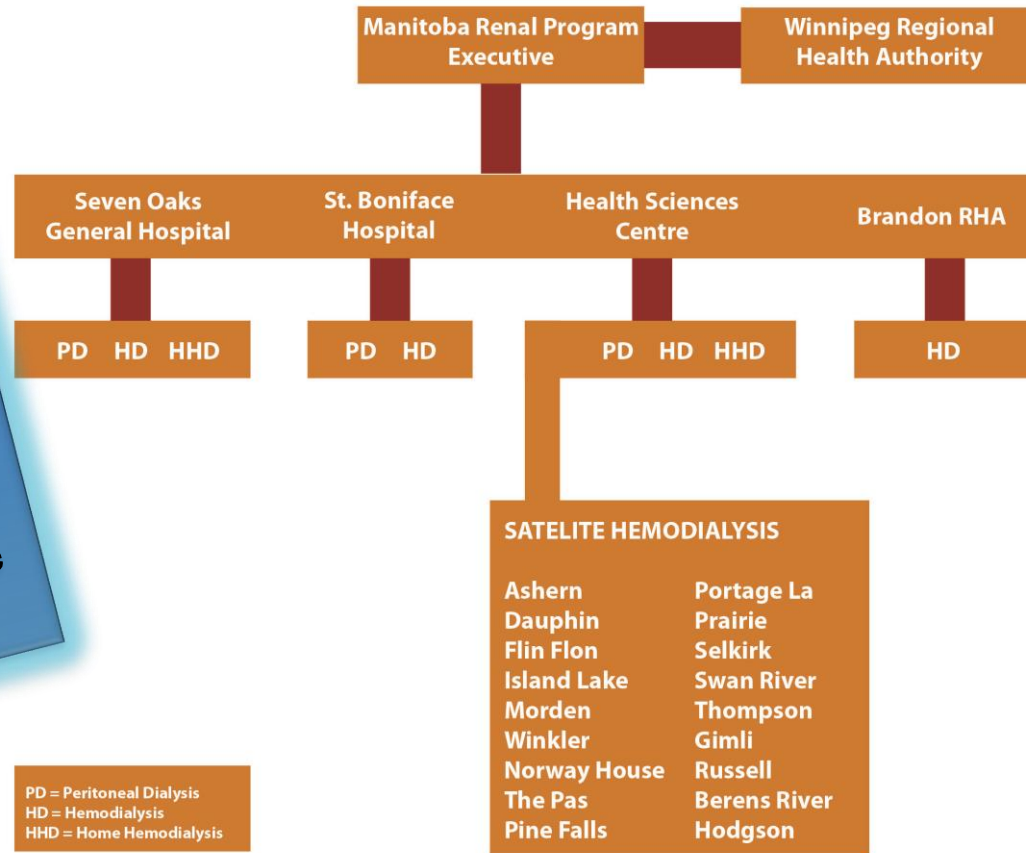 Manitoba Renal Program
Executive
Winnipeg Regional
Health Authority
Seven Oaks
General Hospital
St. Boniface
Hospital
Health Sciences
Centre
Brandon RHA
PD HD HHD
PD HD
PD HD HHD
HD
SATELITE HEMODIALYSIS
Ashern
Dauphin
Flin Flon
Island Lake
Morden
Winkler
Norway House
The Pas
Pine Falls
Portage La
Prairie
Selkirk
Swan River
Thompson
Gimli
Russell
Berens River
Hodgson
PD = Peritoneal Dialysis
HD = Hemodialysis
HHD = Home Hemodialysis